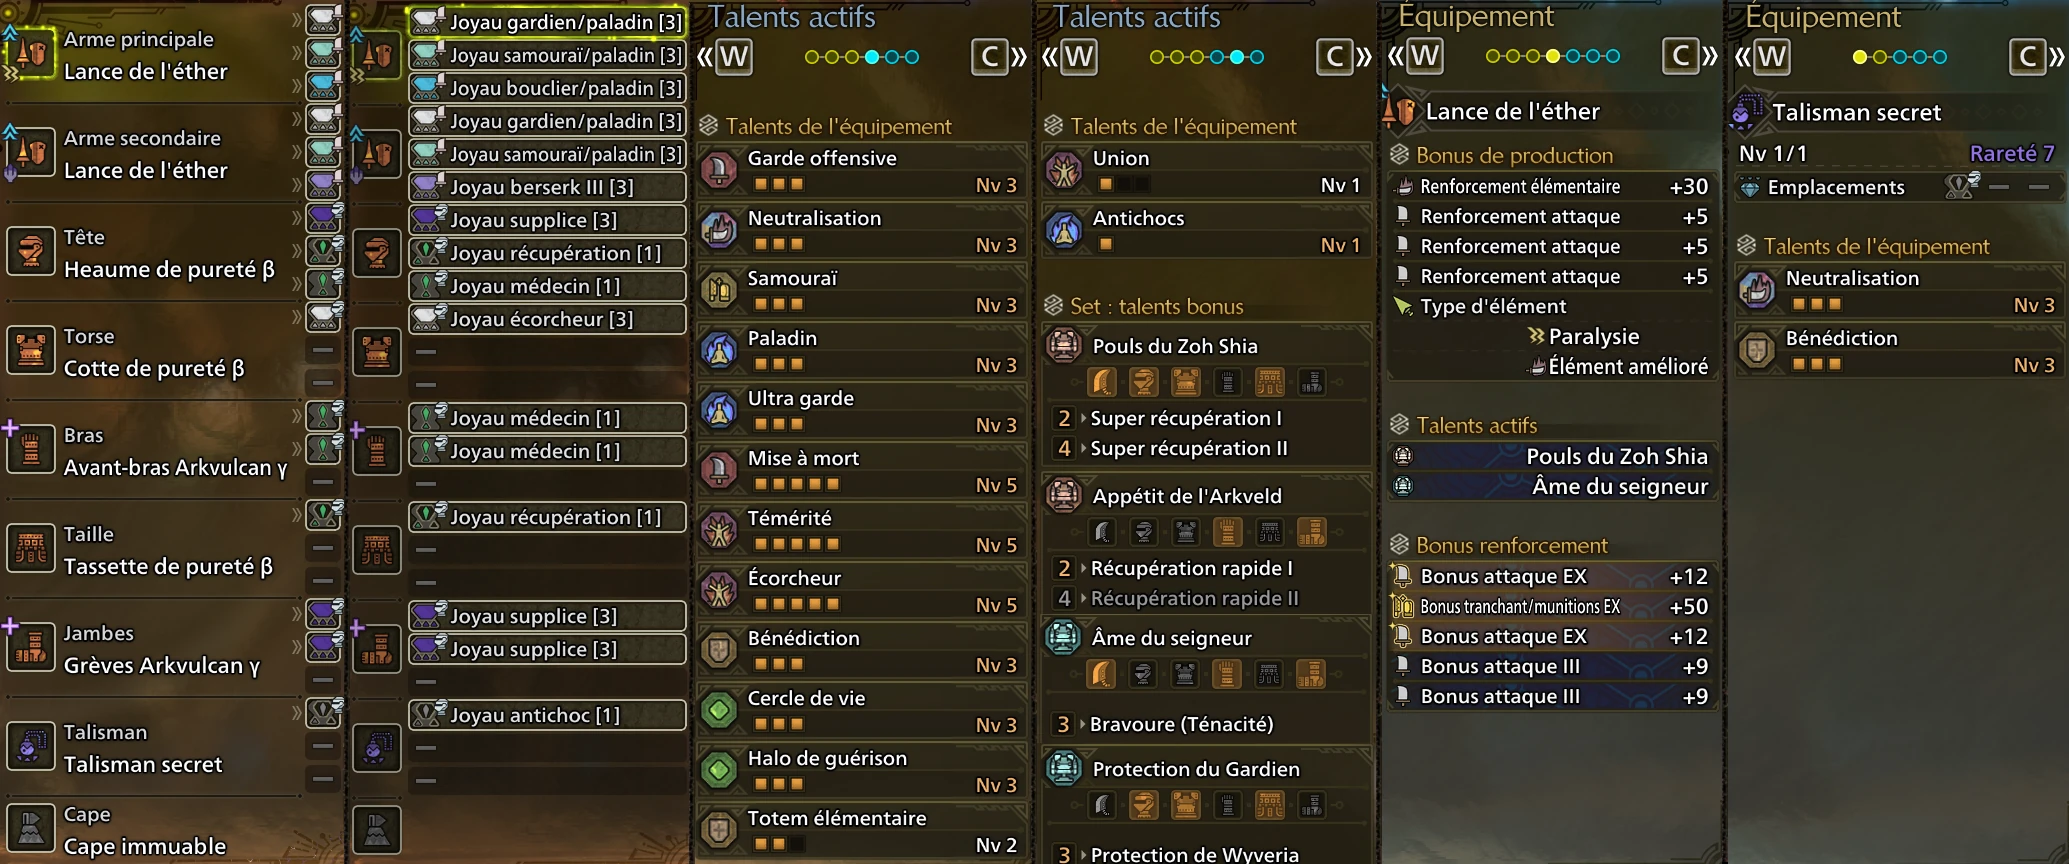 Arme principale
Lance de l'éther
Arme secondaire
Lance de l'éther
Tête
Heaume de pureté β
Torse
Cotte de pureté β
Bras
Avant-bras Arkvulcan γ
Taille
Tassette de pureté β
Jambes
Grèves Arkvulcan γ
Talisman
Talisman secret
Cape
Cape immuable
Joyau gardien/paladin [3]
Joyau samouraï/paladin [3]
Joyau bouclier/paladin [3]
Joyau gardien/paladin [3]
Joyau samouraï/paladin [3]
Joyau berserk III [3]
Joyau supplice [3]
Joyau récupération [1]
Joyau médecin [1]
Joyau écorcheur [3]
Joyau médecin [1]
Joyau médecin [1]
Joyau récupération [1]
Joyau supplice [3]
Joyau supplice [3]
Joyau antichoc [1]
Talents actifs
W
C
Talents de l'équipement
Garde offensive
Nv 3
Neutralisation
Nv 3
Samouraï
Nv 3
Paladin
Nv 3
Ultra garde
Nv 3
Mise à mort
Nv 5
Témérité
Nv 5
Écorcheur
Nv 5
Bénédiction
Nv 3
Cercle de vie
Nv 3
Halo de guérison
Nv 3
Totem élémentaire
Nv 2
Talents actifs
W
C
Talents de l'équipement
Union
Nv 1
Antichocs
Nv 1
Set : talents bonus
Pouls du Zoh Shia
2 Super récupération I
4 Super récupération II
Appétit de l'Arkveld
2 Récupération rapide I
4 Récupération rapide II
Âme du seigneur
3 Bravoure (Ténacité)
Protection du Gardien
3 Protection de Wyveria
Équipement
W
C
Lance de l'éther
Bonus de production
Renforcement élémentaire +30
Renforcement attaque +5
Renforcement attaque +5
Renforcement attaque +5
Type d'élément
Paralysie
Élément amélioré
Talents actifs
Pouls du Zoh Shia
Âme du seigneur
Bonus renforcement
Bonus attaque EX +12
Bonus tranchant/munitions EX +50
Bonus attaque EX +12
Bonus attaque III +9
Bonus attaque III +9
Équipement
W
C
Talisman secret
Nv 1/1 Rareté 7
Emplacements
Talents de l'équipement
Neutralisation
Nv 3
Bénédiction
Nv 3